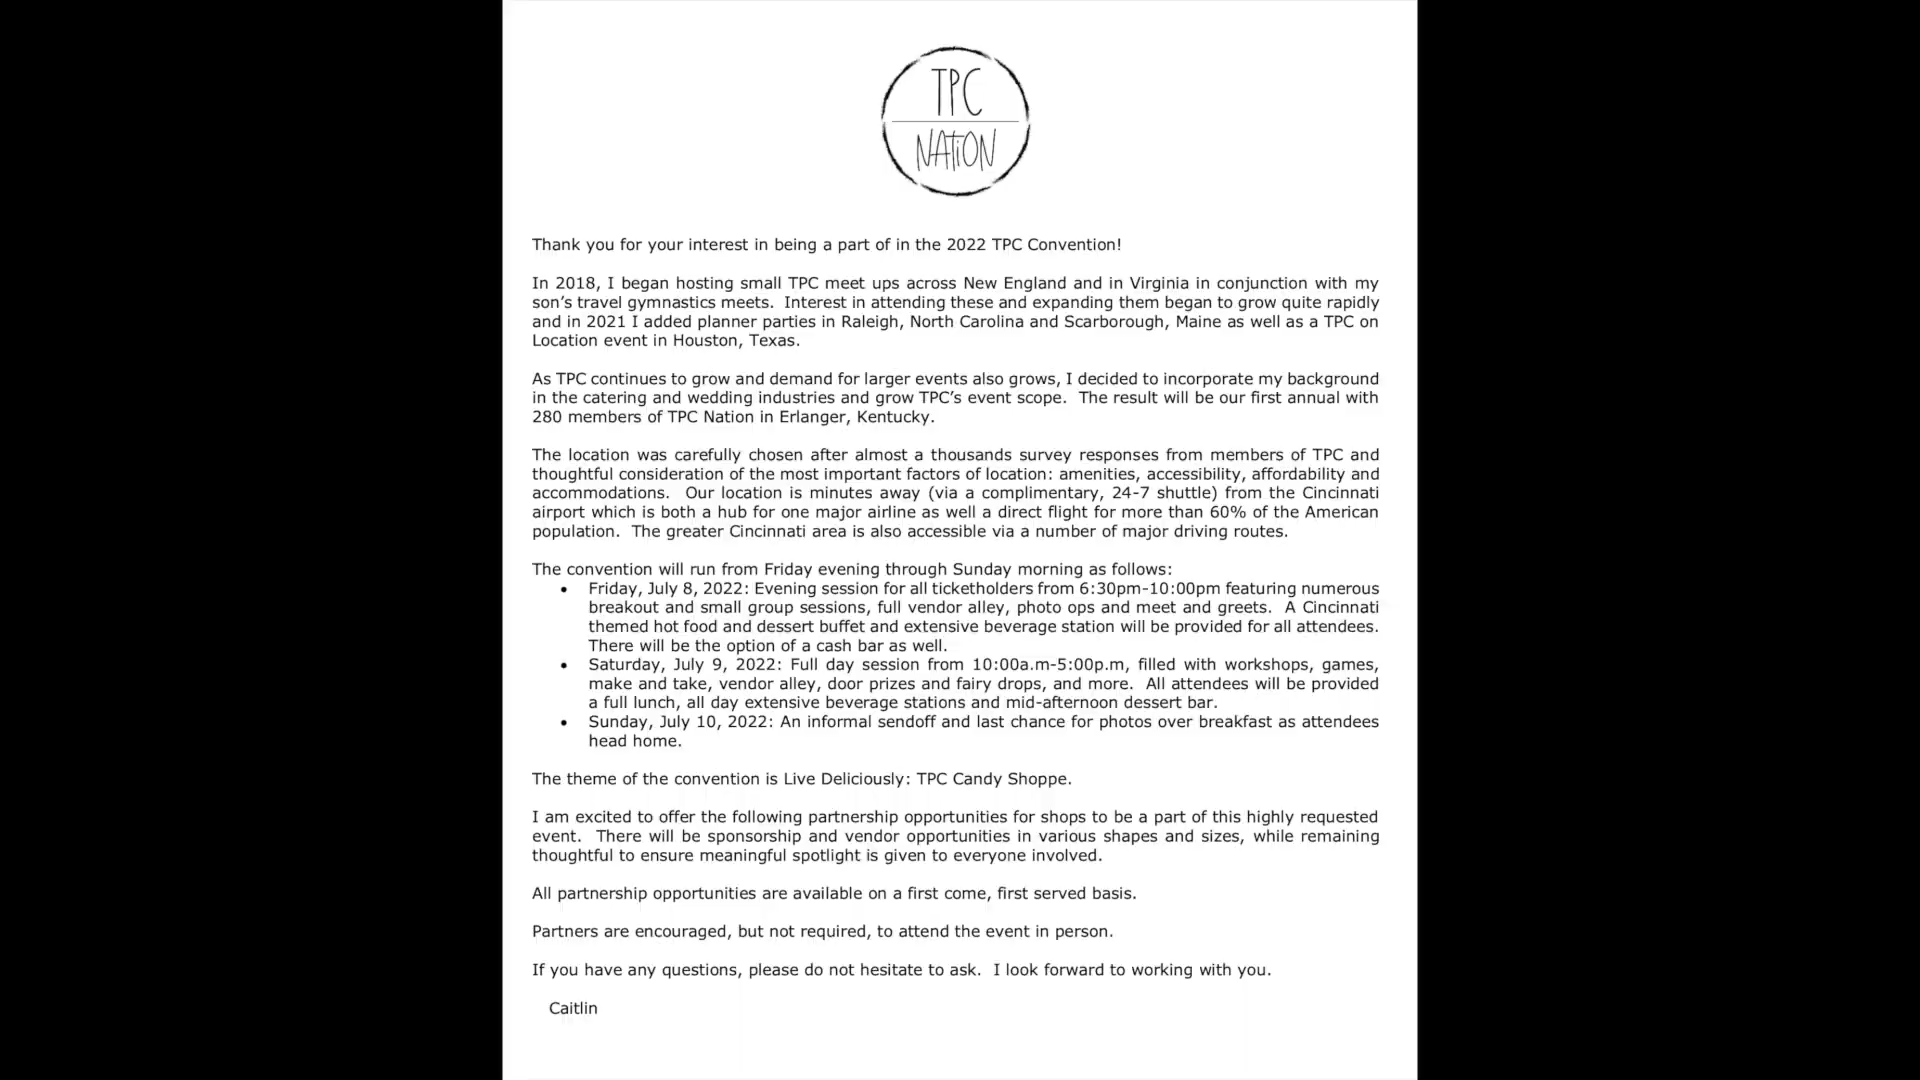 TPC
NATiON
Thank you for your interest in being a part of in the 2022 TPC Convention!
In 2018, I began hosting small TPC meet ups across New England and in Virginia in conjunction with my
son’s travel gymnastics meets.  Interest in attending these and expanding them began to grow quite rapidly
and in 2021 I added planner parties in Raleigh, North Carolina and Scarborough, Maine as well as a TPC on
Location event in Houston, Texas.
As TPC continues to grow and demand for larger events also grows, I decided to incorporate my background
in the catering and wedding industries and grow TPC’s event scope.  The result will be our first annual with
280 members of TPC Nation in Erlanger, Kentucky.
The location was carefully chosen after almost a thousands survey responses from members of TPC and
thoughtful consideration of the most important factors of location: amenities, accessibility, affordability and
accommodations.  Our location is minutes away (via a complimentary, 24-7 shuttle) from the Cincinnati
airport which is both a hub for one major airline as well a direct flight for more than 60% of the American
population.  The greater Cincinnati area is also accessible via a number of major driving routes.
The convention will run from Friday evening through Sunday morning as follows:
• Friday, July 8, 2022: Evening session for all ticketholders from 6:30pm-10:00pm featuring numerous
breakout and small group sessions, full vendor alley, photo ops and meet and greets.  A Cincinnati
themed hot food and dessert buffet and extensive beverage station will be provided for all attendees.
There will be the option of a cash bar as well.
• Saturday, July 9, 2022: Full day session from 10:00a.m-5:00p.m, filled with workshops, games,
make and take, vendor alley, door prizes and fairy drops, and more.  All attendees will be provided
a full lunch, all day extensive beverage stations and mid-afternoon dessert bar.
• Sunday, July 10, 2022: An informal sendoff and last chance for photos over breakfast as attendees
head home.
The theme of the convention is Live Deliciously: TPC Candy Shoppe.
I am excited to offer the following partnership opportunities for shops to be a part of this highly requested
event.  There will be sponsorship and vendor opportunities in various shapes and sizes, while remaining
thoughtful to ensure meaningful spotlight is given to everyone involved.
All partnership opportunities are available on a first come, first served basis.
Partners are encouraged, but not required, to attend the event in person.
If you have any questions, please do not hesitate to ask.  I look forward to working with you.
Caitlin